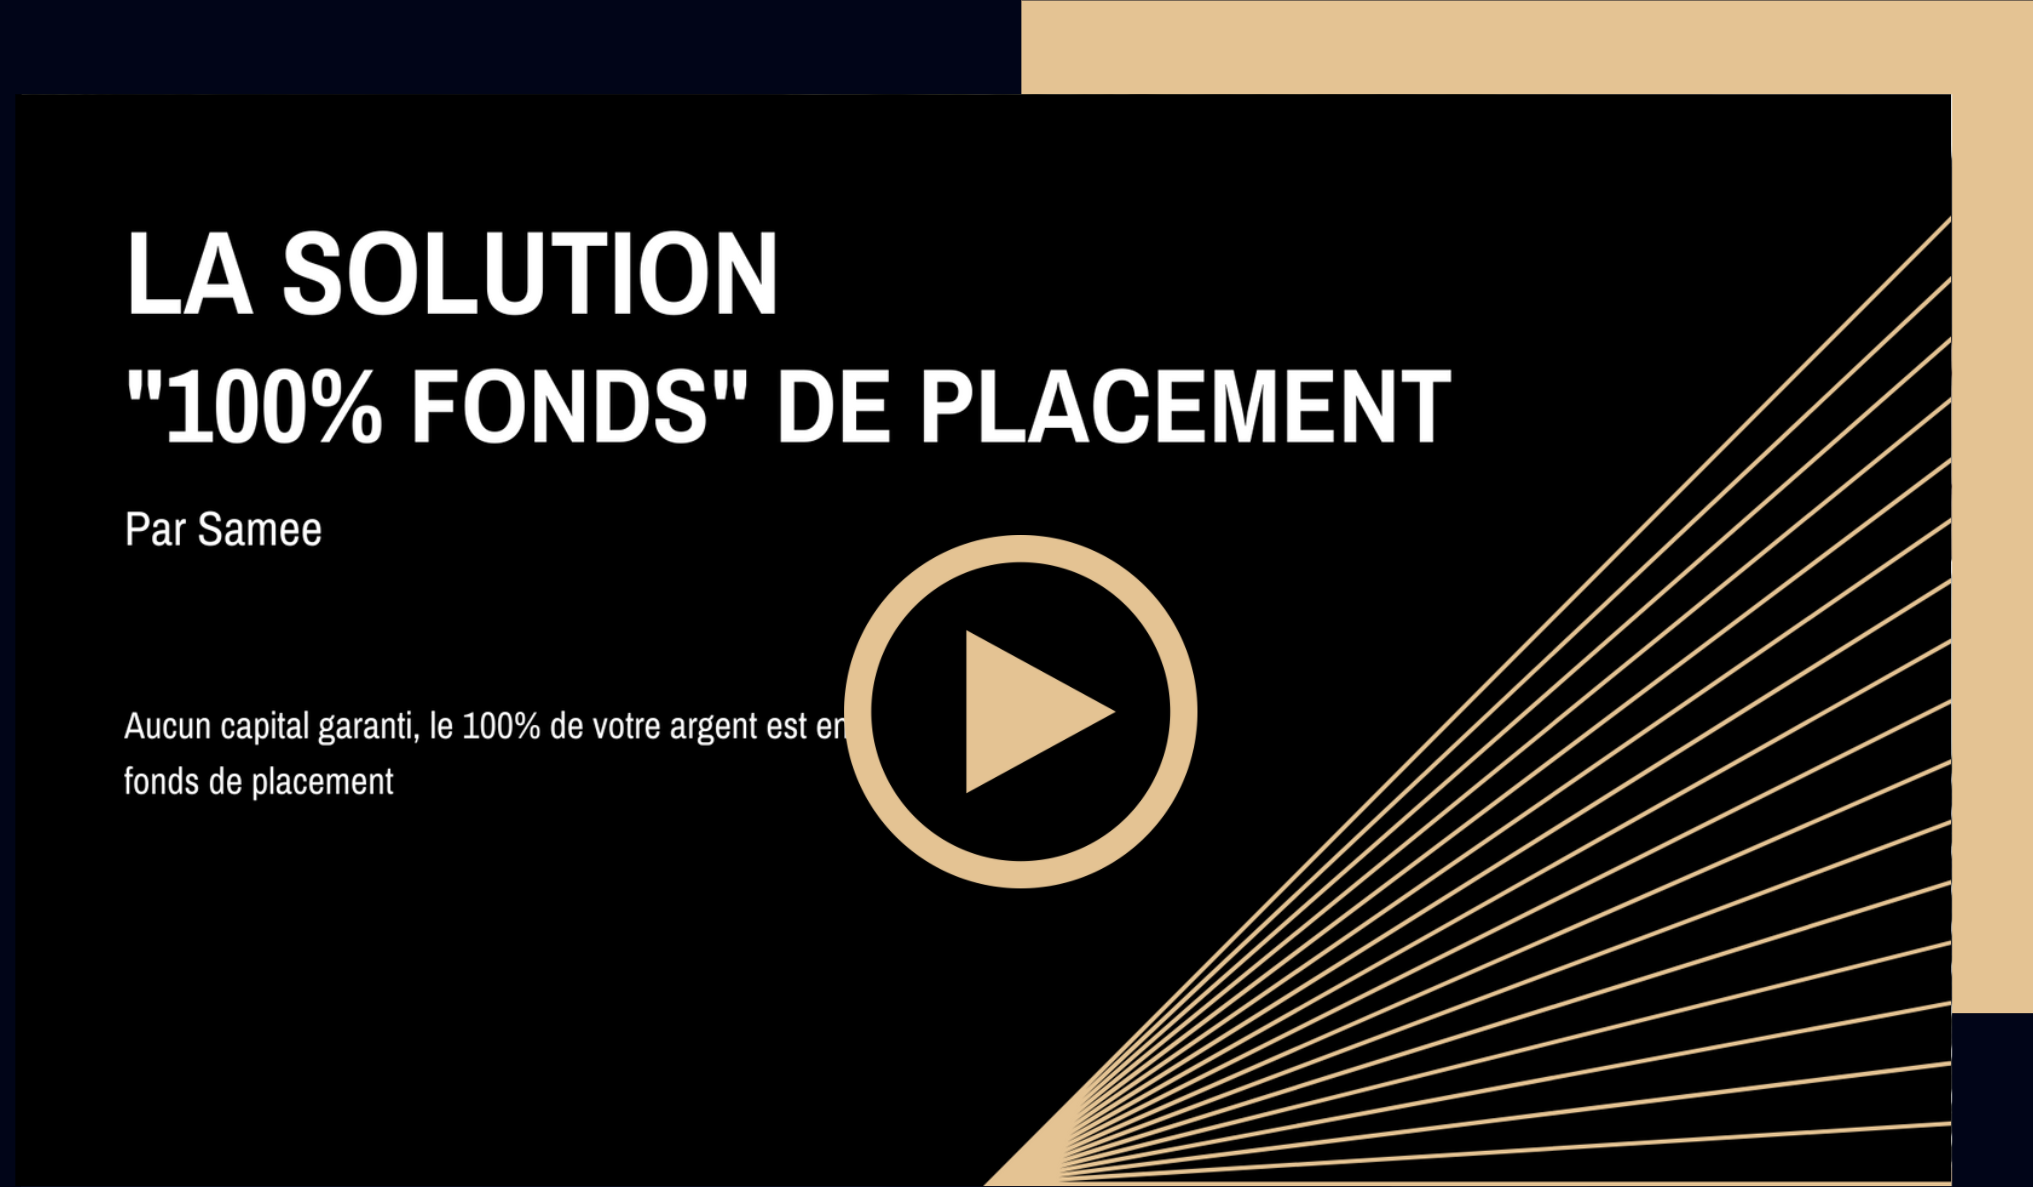 LA SOLUTION
"100% FONDS" DE PLACEMENT
Par Samee
Aucun capital garanti, le 100% de votre argent est en
fonds de placement